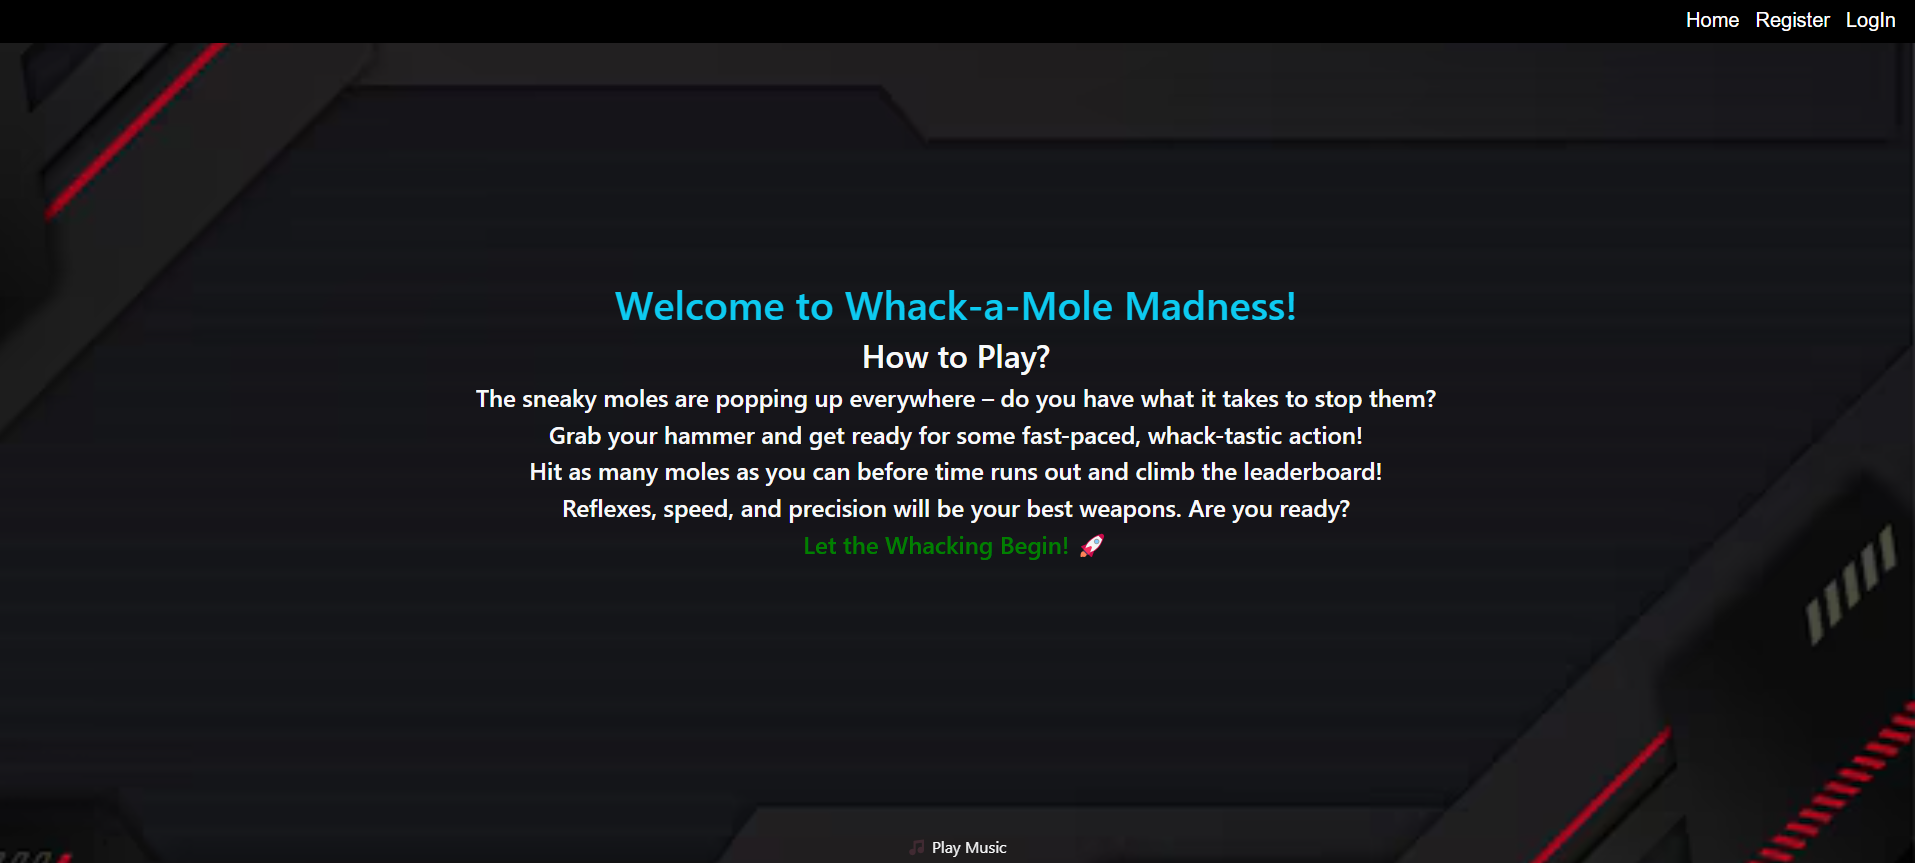 Home Register LogIn
Welcome to Whack-a-Mole Madness!
How to Play?
The sneaky moles are popping up everywhere – do you have what it takes to stop them?
Grab your hammer and get ready for some fast-paced, whack-tastic action!
Hit as many moles as you can before time runs out and climb the leaderboard!
Reflexes, speed, and precision will be your best weapons. Are you ready?
Let the Whacking Begin! 🚀
🎵 Play Music